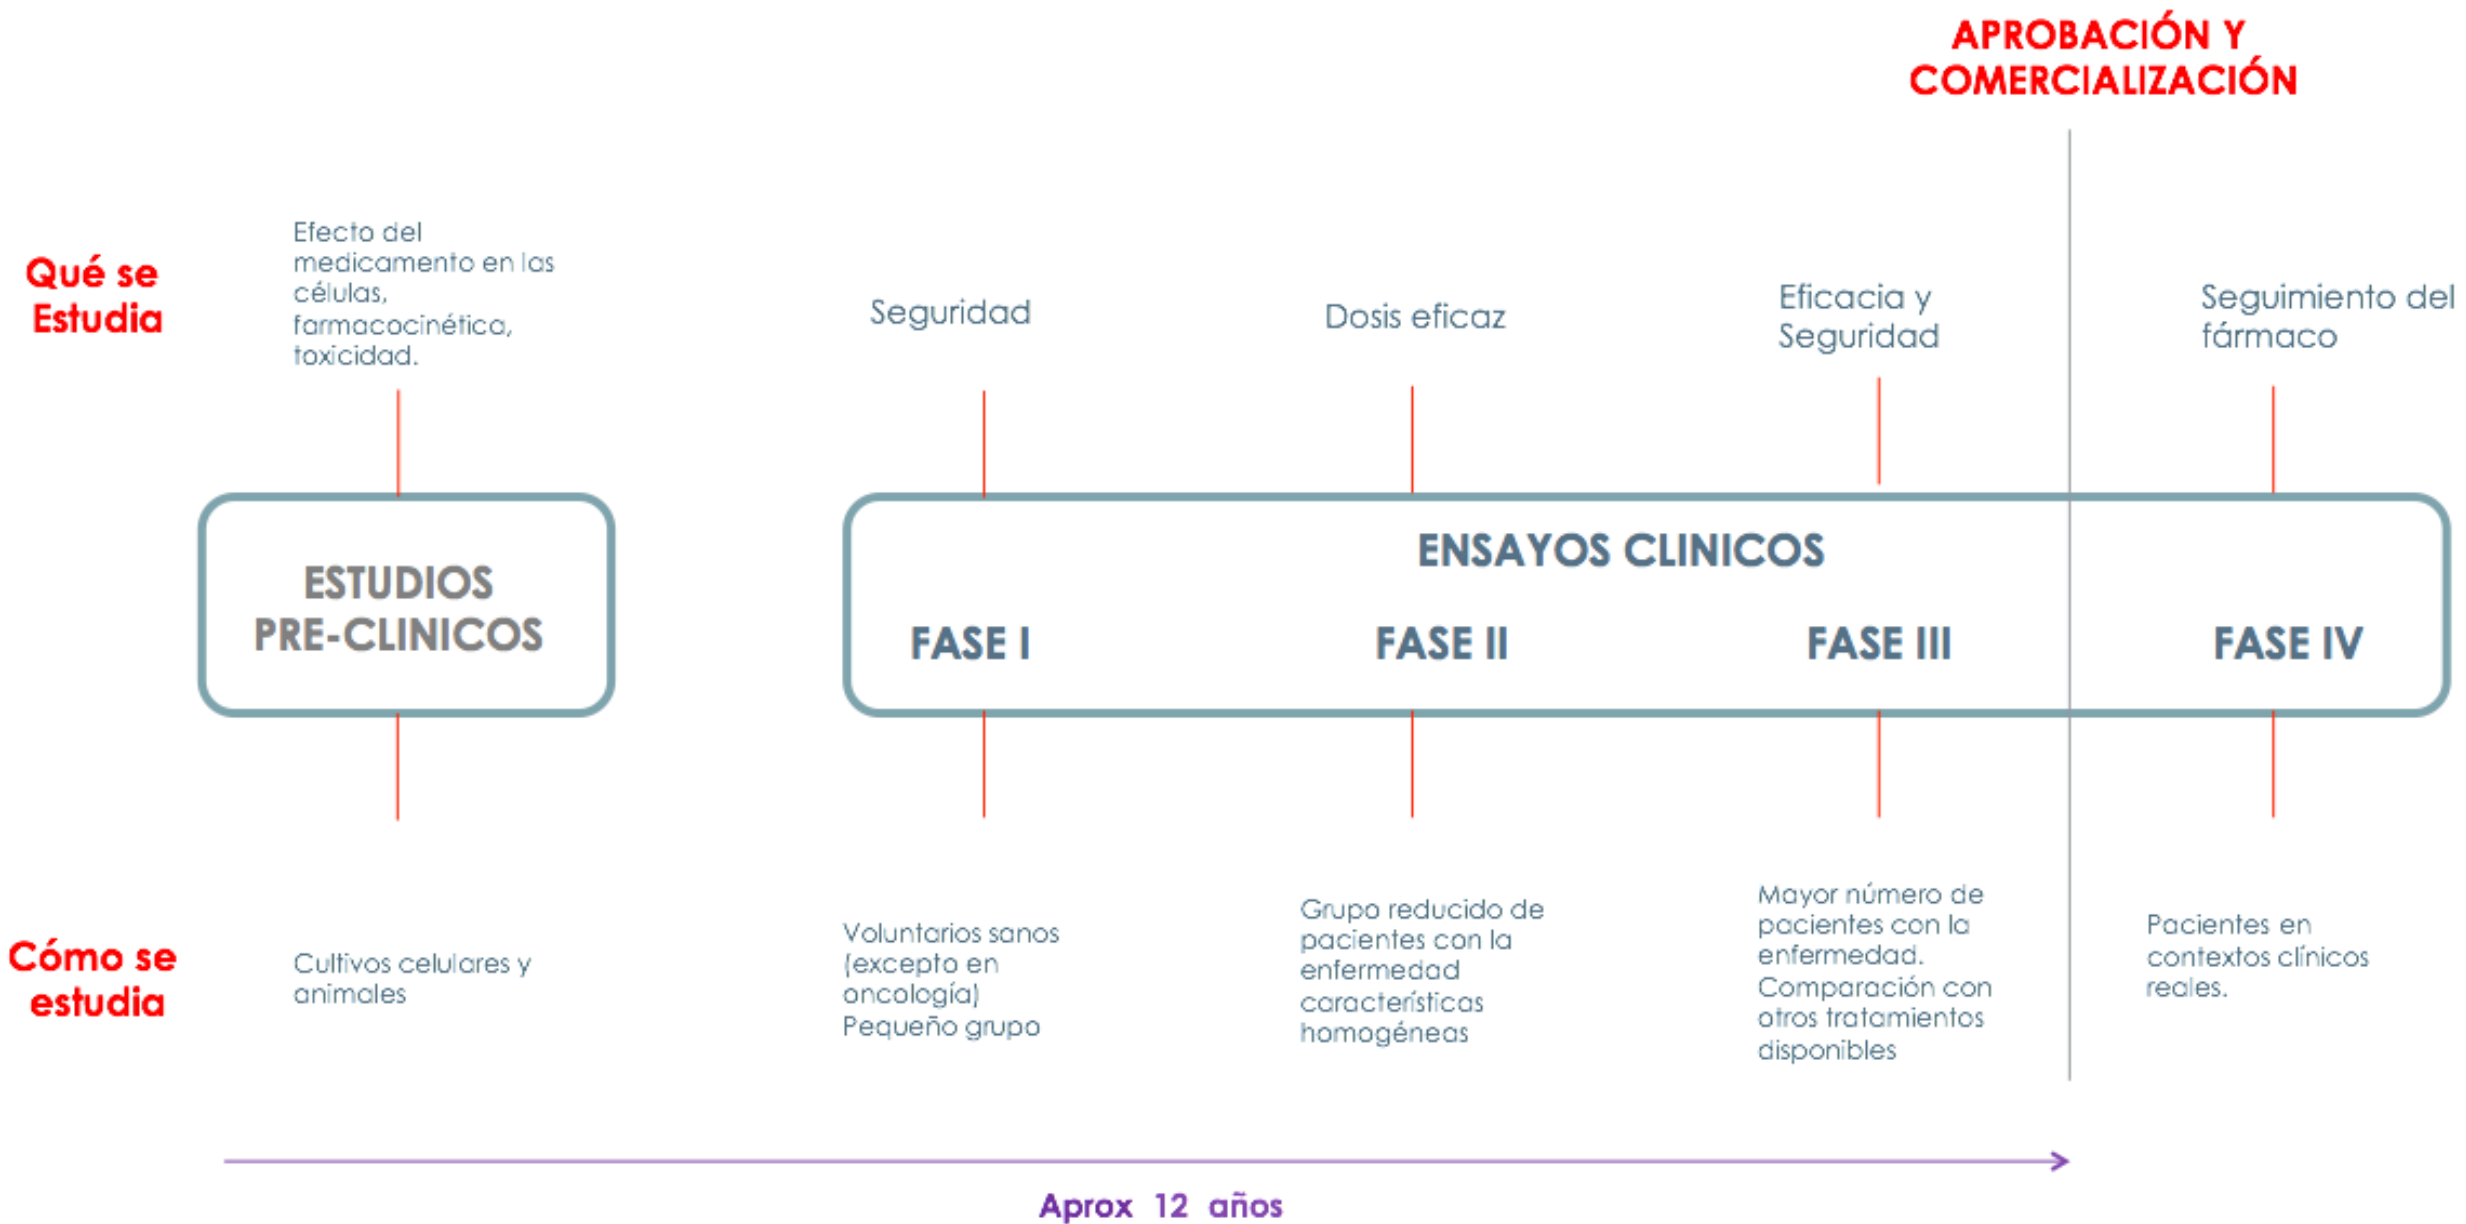 APROBACIÓN Y
COMERCIALIZACIÓN
Qué se
Estudia
Efecto del
medicamento en las
células,
farmacocinética,
toxicidad.
Seguridad
Dosis eficaz
Eficacia y
Seguridad
Seguimiento del
fármaco
ESTUDIOS
PRE-CLINICOS
ENSAYOS CLINICOS
FASE I
FASE II
FASE III
FASE IV
Cómo se
estudia
Cultivos celulares y
animales
Voluntarios sanos
(excepto en
oncología)
Pequeño grupo
Grupo reducido de
pacientes con la
enfermedad
características
homogéneas
Mayor número de
pacientes con la
enfermedad.
Comparación con
otros tratamientos
disponibles
Pacientes en
contextos clínicos
reales.
Aprox 12 años